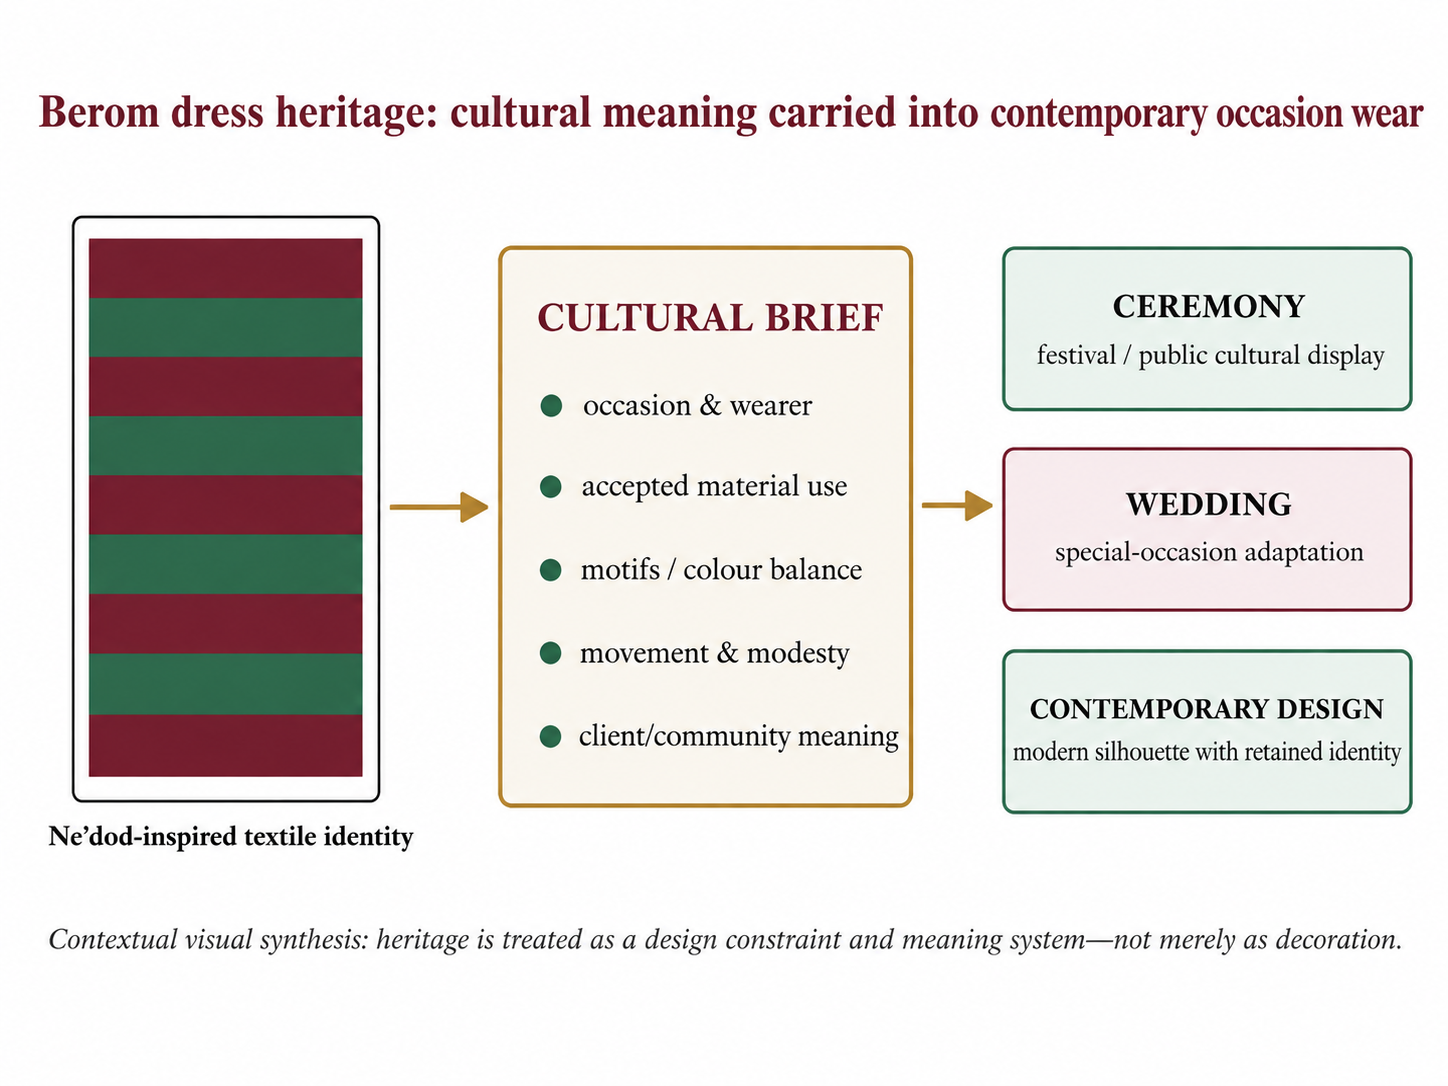 Berom dress heritage: cultural meaning carried into contemporary occasion wear
Ne’dod-inspired textile identity
CULTURAL BRIEF
occasion & wearer
accepted material use
motifs / colour balance
movement & modesty
client/community meaning
CEREMONY
festival / public cultural display
WEDDING
special-occasion adaptation
CONTEMPORARY DESIGN
modern silhouette with retained identity
Contextual visual synthesis: heritage is treated as a design constraint and meaning system—not merely as decoration.